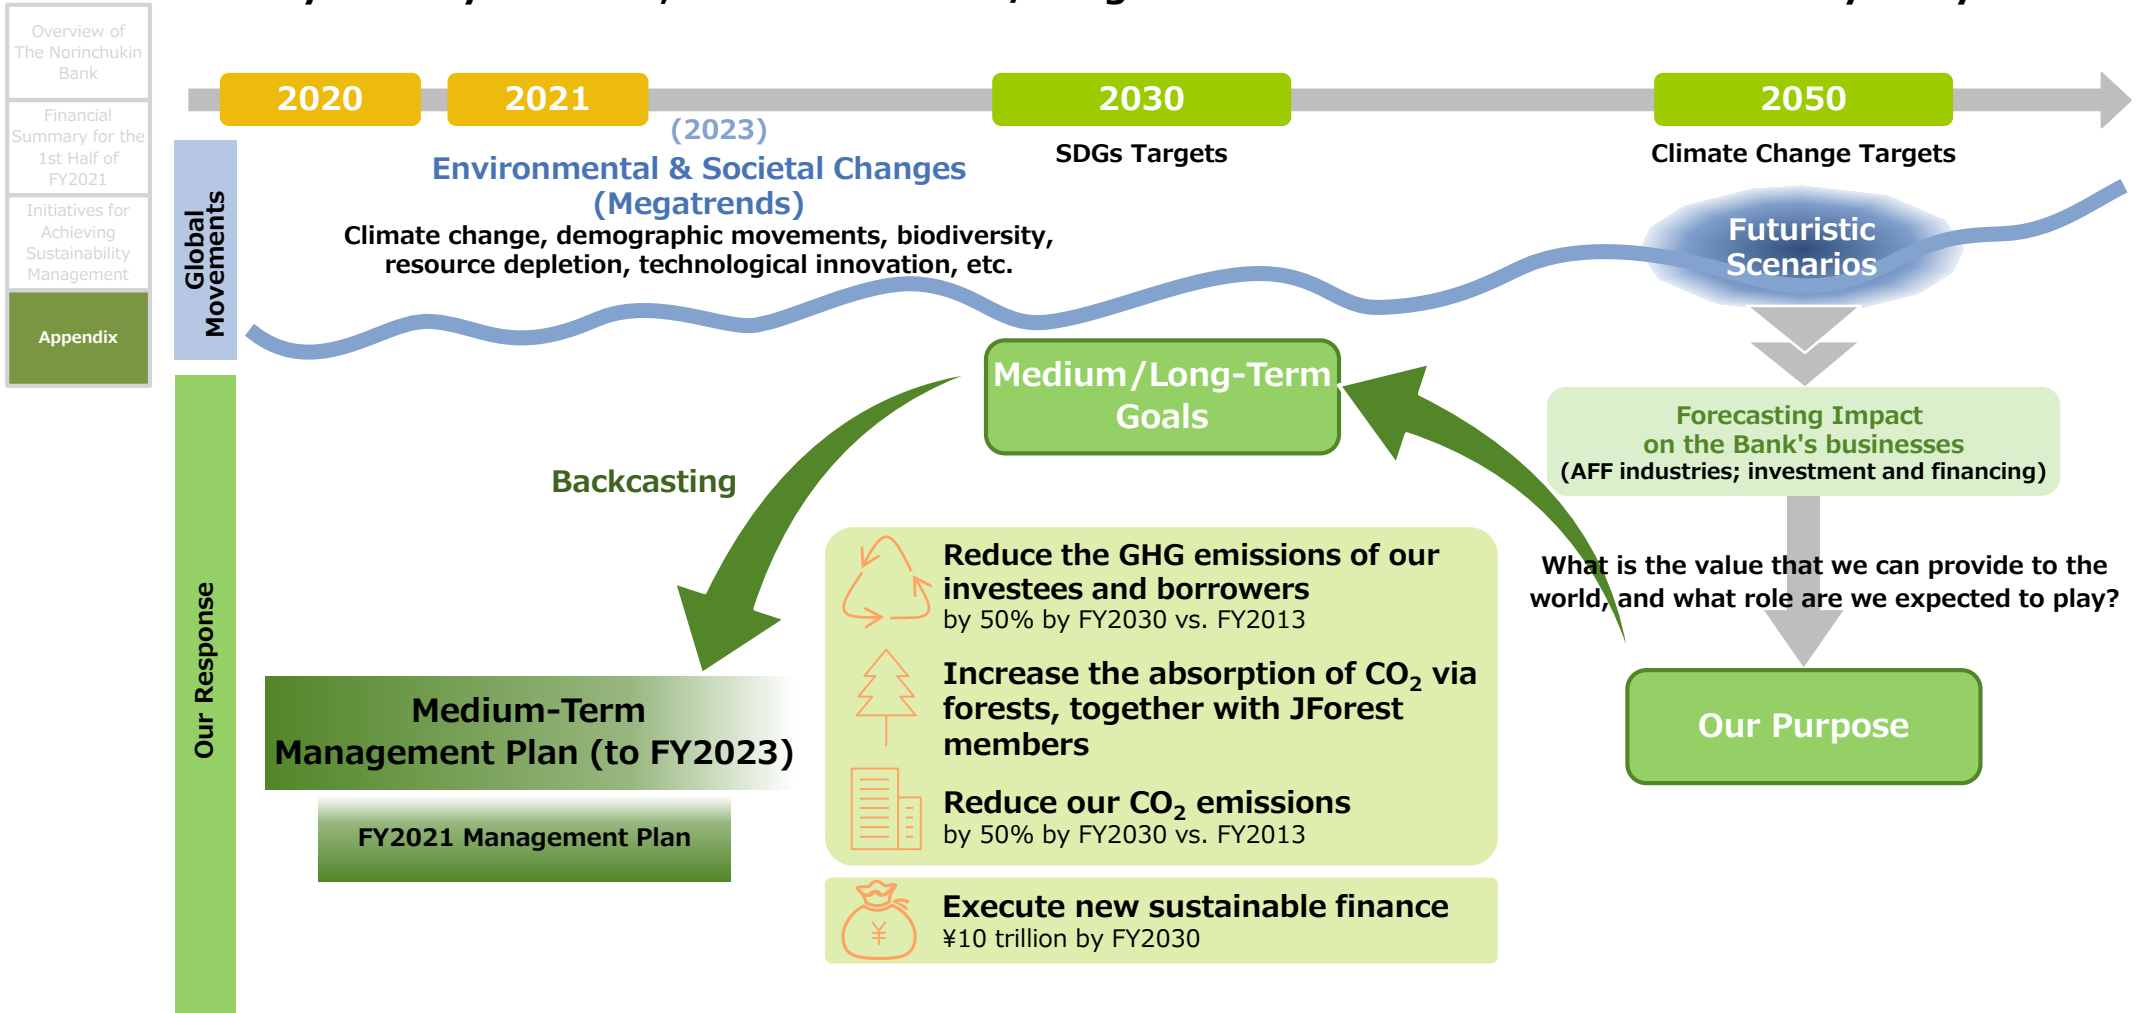 Overview of
The Norinchukin
Bank
Financial
Summary for the
1st Half of
FY2021
Initiatives for
Achieving
Sustainability
Management
Appendix
2020
2021
2030
2050
(2023)
SDGs Targets
Climate Change Targets
Global
Movements
Environmental & Societal Changes
(Megatrends)
Climate change, demographic movements, biodiversity,
resource depletion, technological innovation, etc.
Futuristic
Scenarios
Our Response
Medium/Long-Term
Goals
Forecasting Impact
on the Bank's businesses
(AFF industries; investment and financing)
Backcasting
What is the value that we can provide to the
world, and what role are we expected to play?
Our Purpose
Reduce the GHG emissions of our
investees and borrowers
by 50% by FY2030 vs. FY2013
Increase the absorption of CO₂ via
forests, together with JForest
members
Reduce our CO₂ emissions
by 50% by FY2030 vs. FY2013
¥
Execute new sustainable finance
¥10 trillion by FY2030
Medium-Term
Management Plan (to FY2023)
FY2021 Management Plan